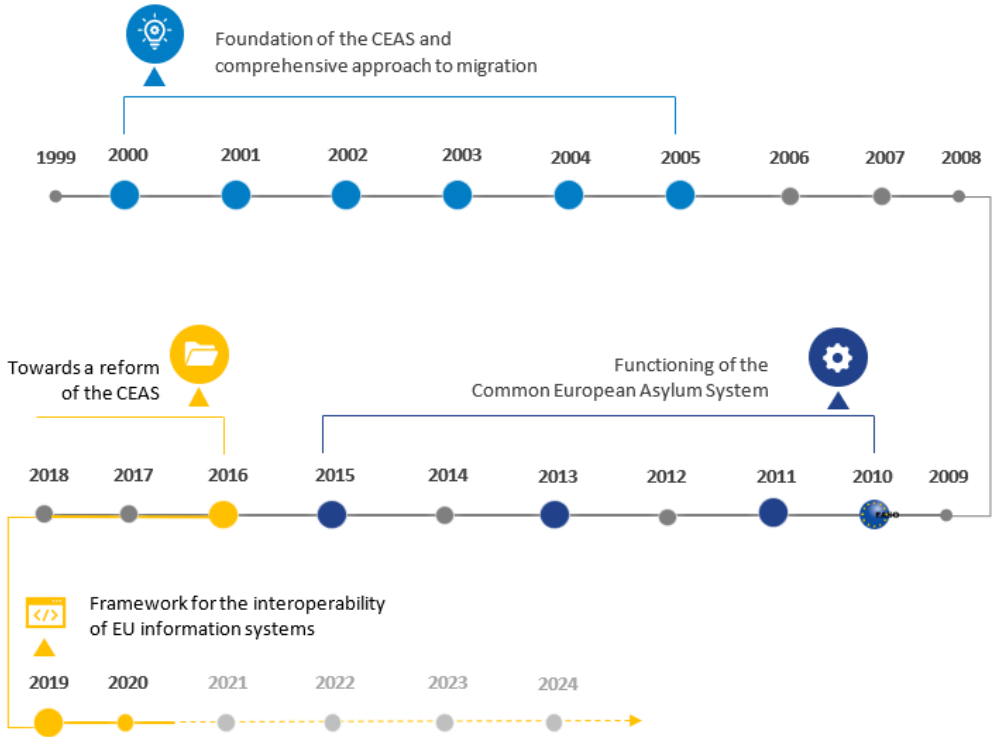 Foundation of the CEAS and
comprehensive approach to migration
1999 2000 2001 2002 2003 2004 2005 2006 2007 2008
Towards a reform
of the CEAS
Functioning of the
Common European Asylum System
2018 2017 2016 2015 2014 2013 2012 2011 2010 2009
EASO
</>
Framework for the interoperability
of EU information systems
2019 2020 2021 2022 2023 2024